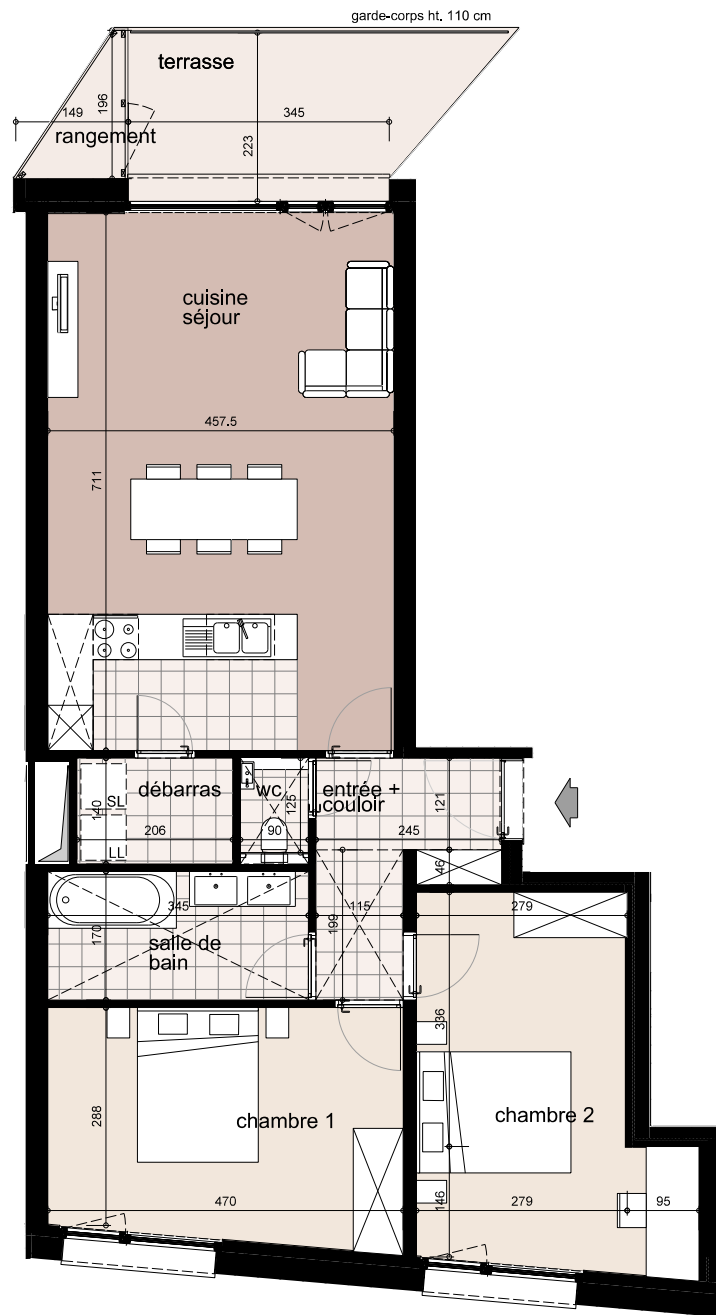 garde-corps ht. 110 cm
terrasse
149
196
345
rangement
223
cuisine
séjour
457.5
711
débarras
wc
entrée +
couloir
SL
140
125
121
206
90
245
LL
46
345
115
279
170
199
salle de
bain
336
288
chambre 1
chambre 2
470
146
279
95